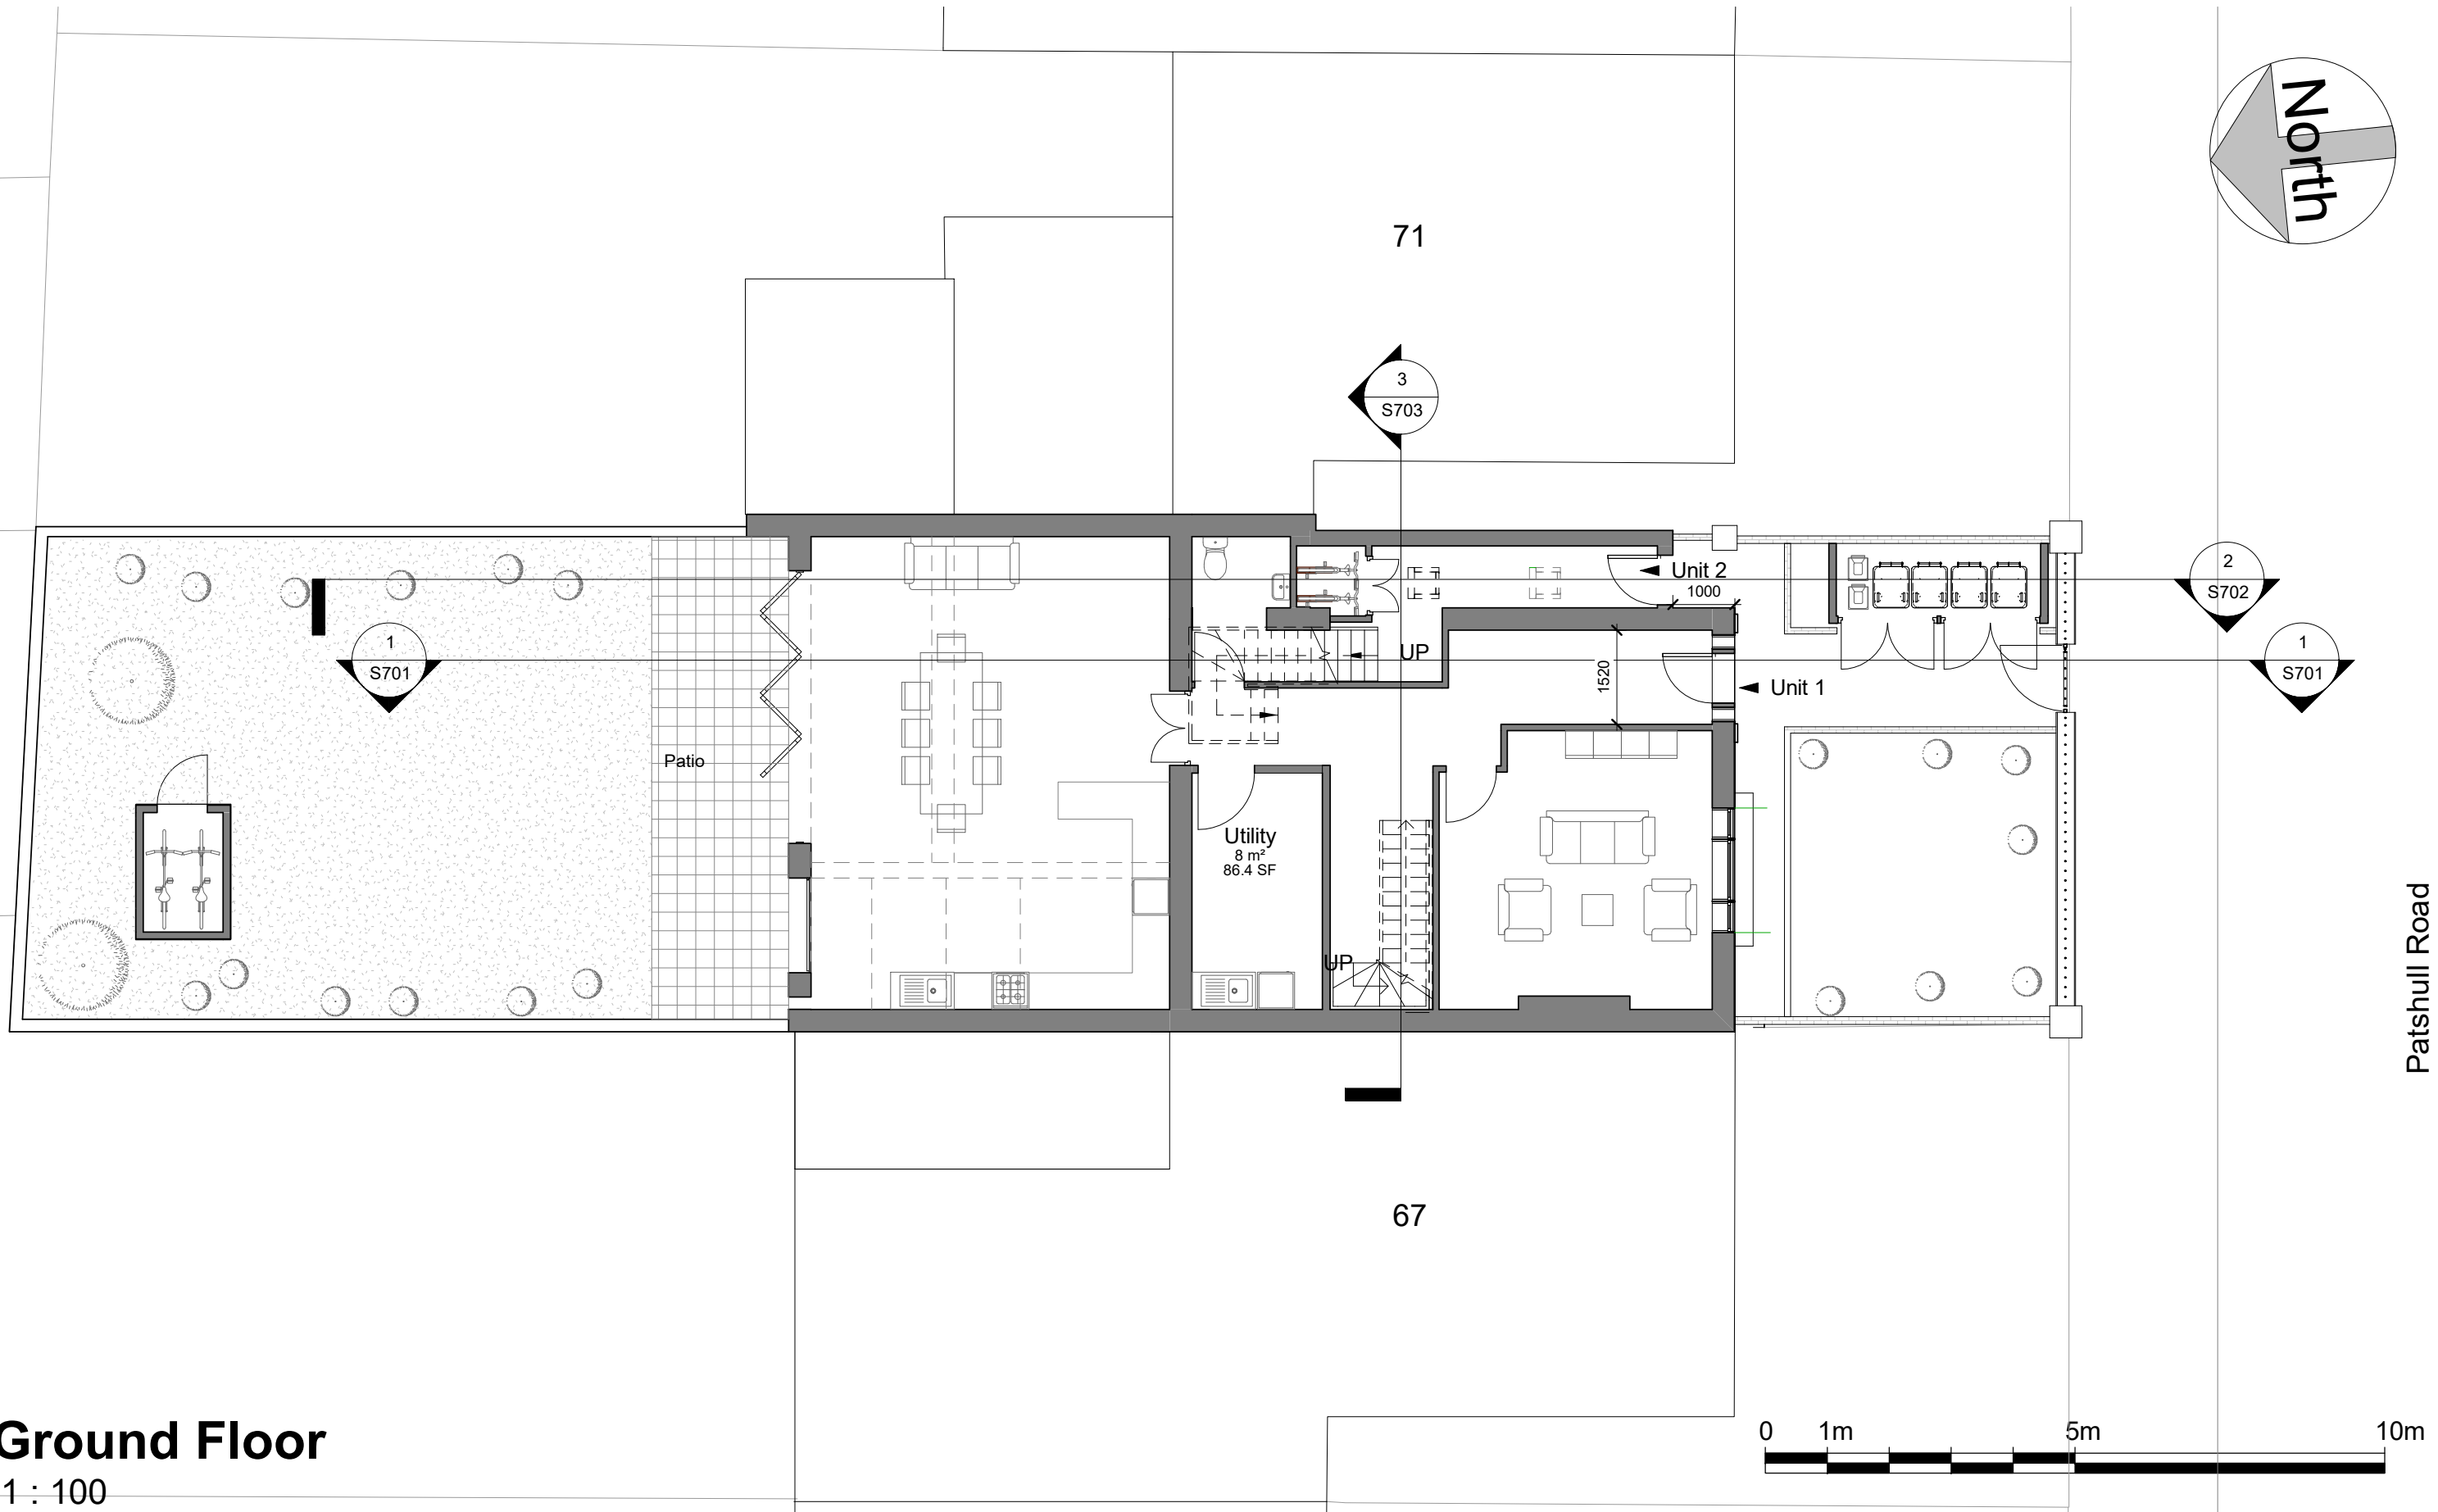 North
71
3
S703
Unit 2
1000
2
S702
1
S701
1
S701
UP
1520
Unit 1
Patio
Utility
8 m²
86.4 SF
UP
Patshull Road
67
Ground Floor
1 : 100
0 1m 5m 10m